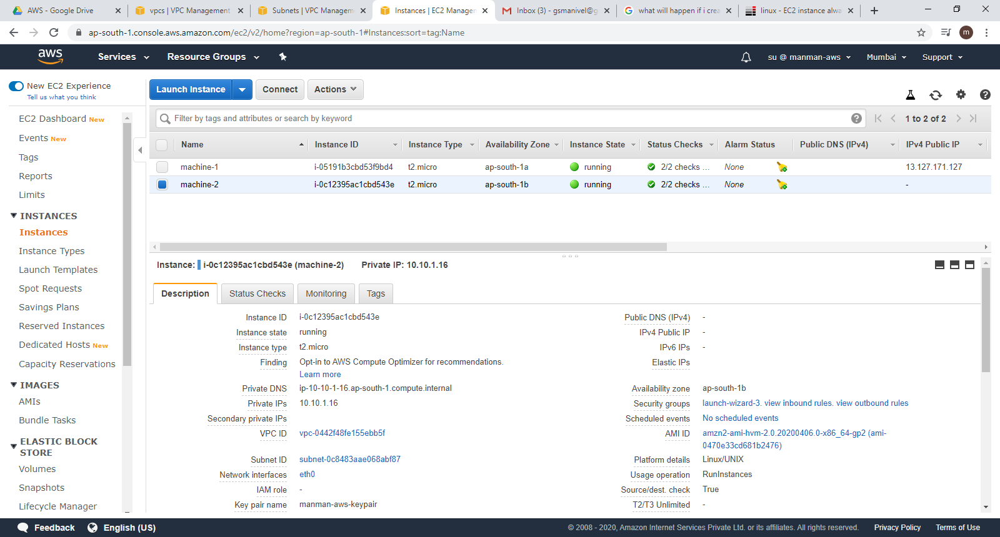 AWS - Google Drive
vpcs | VPC Management
Subnets | VPC Managem
Instances | EC2 Manager
Inbox (3) - gsmanivel@g
what will happen if i crea
linux - EC2 instance alwa
ap-south-1.console.aws.amazon.com/ec2/v2/home?region=ap-south-1#Instances:sort=tag:Name
m
aws
Services
Resource Groups
su @ manman-aws
Mumbai
Support
New EC2 Experience
Tell us what you think
EC2 Dashboard New
Events New
Tags
Reports
Limits
INSTANCES
Instances
Instance Types
Launch Templates
Spot Requests
Savings Plans
Reserved Instances
Dedicated Hosts New
Capacity Reservations
IMAGES
AMIs
Bundle Tasks
ELASTIC BLOCK
STORE
Volumes
Snapshots
Lifecycle Manager
Launch Instance
Connect
Actions
Filter by tags and attributes or search by keyword
1 to 2 of 2
Name Instance ID Instance Type Availability Zone Instance State Status Checks Alarm Status Public DNS (IPv4) IPv4 Public IP
machine-1 i-05191b3cbd53f9bd4 t2.micro ap-south-1a running 2/2 checks ... None 13.127.171.127
machine-2 i-0c12395ac1cbd543e t2.micro ap-south-1b running 2/2 checks ... None -
Instance: i-0c12395ac1cbd543e (machine-2) Private IP: 10.10.1.16
Description
Status Checks
Monitoring
Tags
Instance ID i-0c12395ac1cbd543e
Instance state running
Instance type t2.micro
Finding Opt-in to AWS Compute Optimizer for recommendations.
Learn more
Private DNS ip-10-10-1-16.ap-south-1.compute.internal
Private IPs 10.10.1.16
Secondary private IPs
VPC ID vpc-0442f48fe155ebb5f
Subnet ID subnet-0c8483aae068abf87
Network interfaces eth0
IAM role -
Key pair name manman-aws-keypair
Public DNS (IPv4) -
IPv4 Public IP -
IPv6 IPs -
Elastic IPs
Availability zone ap-south-1b
Security groups launch-wizard-3. view inbound rules. view outbound rules
Scheduled events No scheduled events
AMI ID amzn2-ami-hvm-2.0.20200406.0-x86_64-gp2 (ami-
0470e33cd681b2476)
Platform details Linux/UNIX
Usage operation RunInstances
Source/dest. check True
T2/T3 Unlimited -
Feedback
English (US)
© 2008 - 2020, Amazon Internet Services Private Ltd. or its affiliates. All rights reserved.
Privacy Policy
Terms of Use